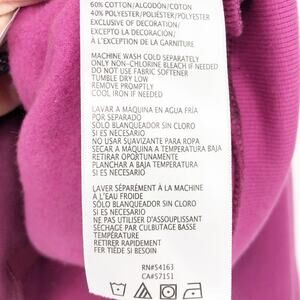 60% COTTON/ALGODÓN/COTON
40% POLYESTER/POLIÉSTER/POLYESTER
EXCLUSIVE OF DECORATION/
EXCEPTO LA DECORACIÓN/
A L'EXCEPTION DE LA GARNITURE
MACHINE WASH COLD SEPARATELY
ONLY NON-CHLORINE BLEACH IF NEEDED
DO NOT USE FABRIC SOFTENER
TUMBLE DRY LOW
REMOVE PROMPTLY
COOL IRON IF NEEDED
LAVAR A MÁQUINA EN AGUA FRÍA
POR SEPARADO
SÓLO BLANQUEADOR SIN CLORO
SI ES NECESARIO
NO USAR SUAVIZANTE PARA ROPA
SECAR A MÁQUINA A TEMPERATURA BAJA
RETIRAR OPORTUNAMENTE
PLANCHAR A TEMPERATURA BAJA
SI ES NECESARIO
LAVER SÉPARÉMENT À LA MACHINE
A L'EAU FROIDE
SÓLO BLANQUEADOR SIN CLORO
SI ES NECESARIO
NE PAS UTILISER D'ASSOUPLISSANT
SÉCHAGE PAR CULBUTAGE BASSE
TEMPÉRATURE
RETIRER RAPIDEMENT
FER TIÈDE SI BESOIN
RN#54163
CA#57151